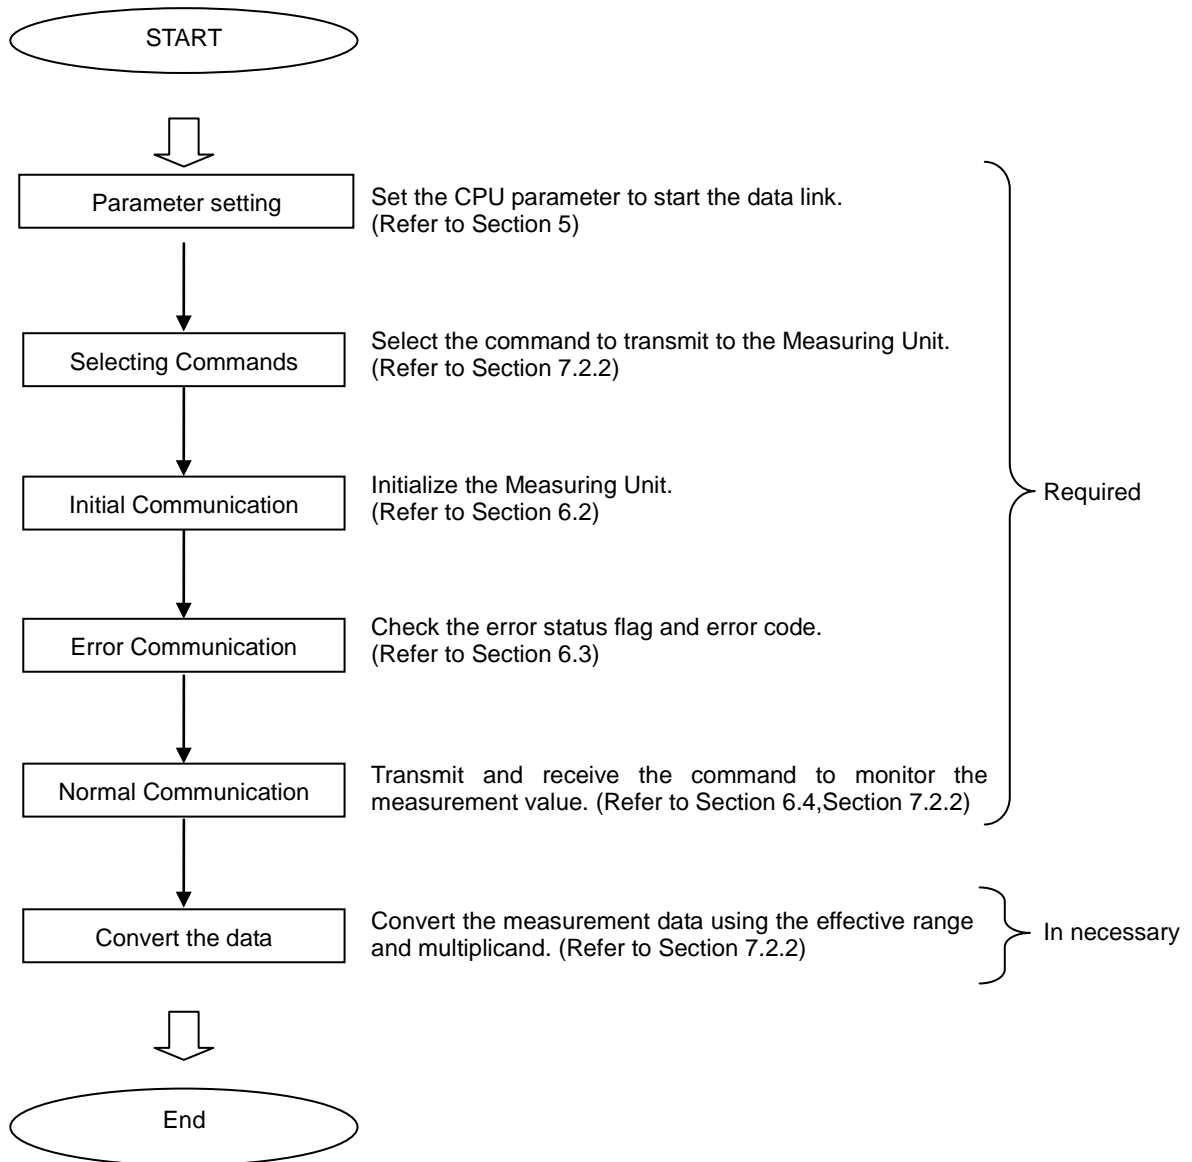 START
Parameter setting
Set the CPU parameter to start the data link.
(Refer to Section 5)
Selecting Commands
Select the command to transmit to the Measuring Unit.
(Refer to Section 7.2.2)
Initial Communication
Initialize the Measuring Unit.
(Refer to Section 6.2)
Required
Error Communication
Check the error status flag and error code.
(Refer to Section 6.3)
Normal Communication
Transmit and receive the command to monitor the
measurement value. (Refer to Section 6.4,Section 7.2.2)
Convert the data
Convert the measurement data using the effective range
and multiplicand. (Refer to Section 7.2.2)
In necessary
End